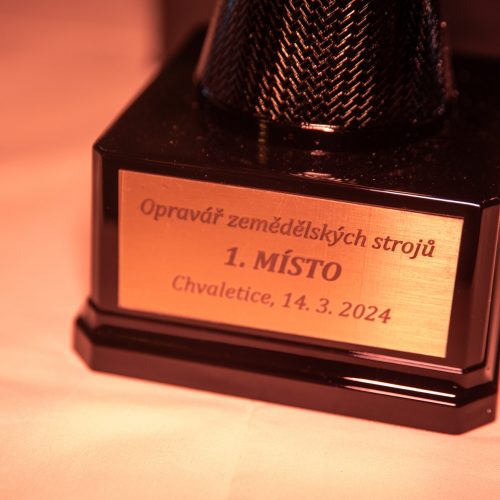 Opravář zemědělských strojů
1. MÍSTO
Chvaletice, 14. 3. 2024